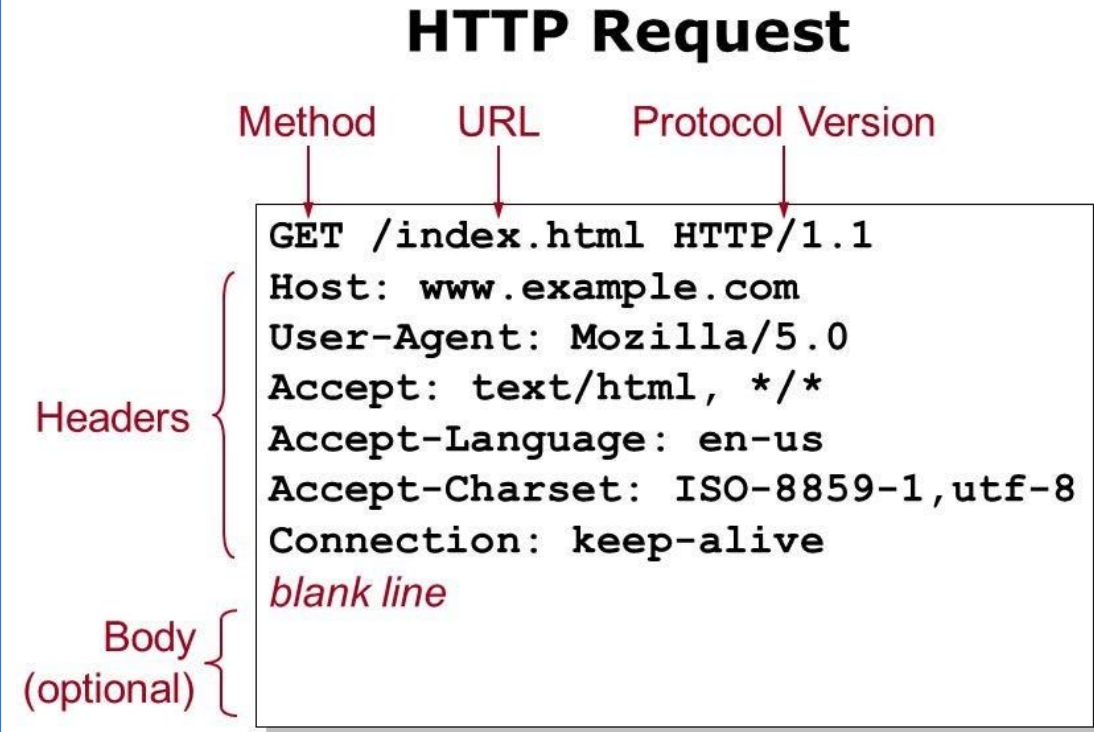 HTTP Request
Method URL Protocol Version
GET /index.html HTTP/1.1
Host: www.example.com
User-Agent: Mozilla/5.0
Accept: text/html, */*
Headers
Accept-Language: en-us
Accept-Charset: ISO-8859-1,utf-8
Connection: keep-alive
blank line
Body
(optional)